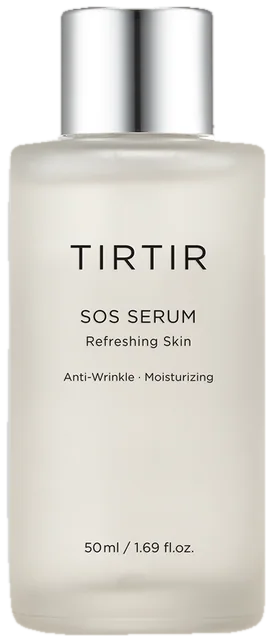 TIRTIR
SOS SERUM
Refreshing Skin
Anti-Wrinkle · Moisturizing
50ml / 1.69 fl.oz.